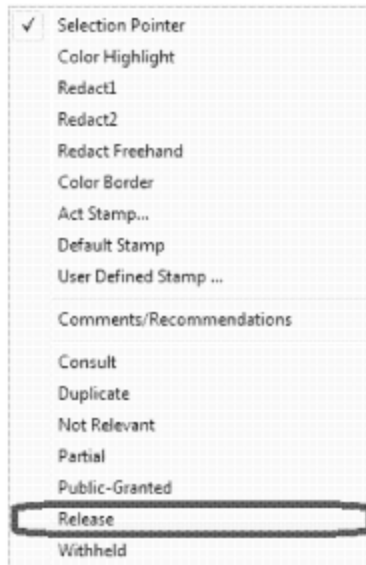 ✓ Selection Pointer
Color Highlight
Redact1
Redact2
Redact Freehand
Color Border
Act Stamp...
Default Stamp
User Defined Stamp ...
Comments/Recommendations
Consult
Duplicate
Not Relevant
Partial
Public-Granted
Release
Withheld